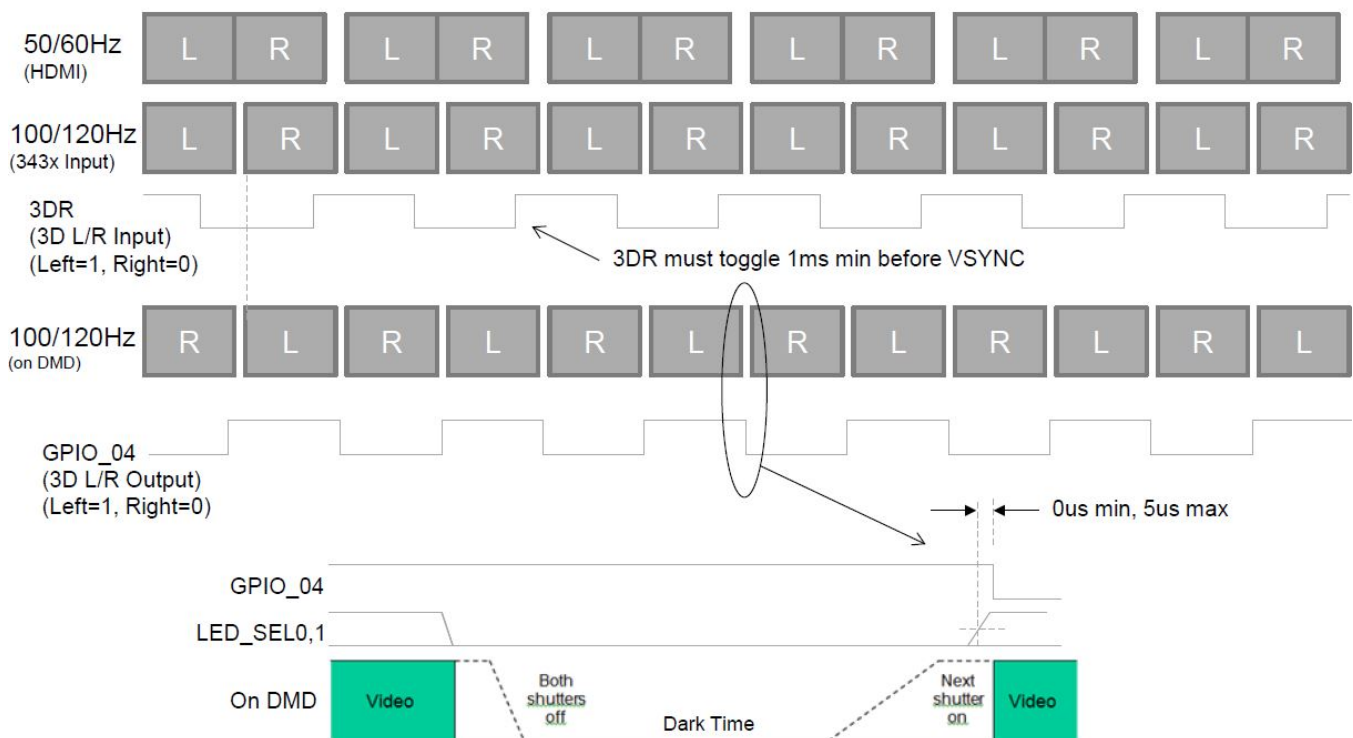 50/60Hz
(HDMI)
L R L R L R L R L R L R
100/120Hz
(343x Input)
L R L R L R L R L R L R
3DR
(3D L/R Input)
(Left=1, Right=0)
3DR must toggle 1ms min before VSYNC
100/120Hz
(on DMD)
R L R L R L R L R L R L
GPIO_04
(3D L/R Output)
(Left=1, Right=0)
0us min, 5us max
GPIO_04
LED_SEL0,1
On DMD
Video
Both
shutters
off
Dark Time
Next
shutter
on
Video